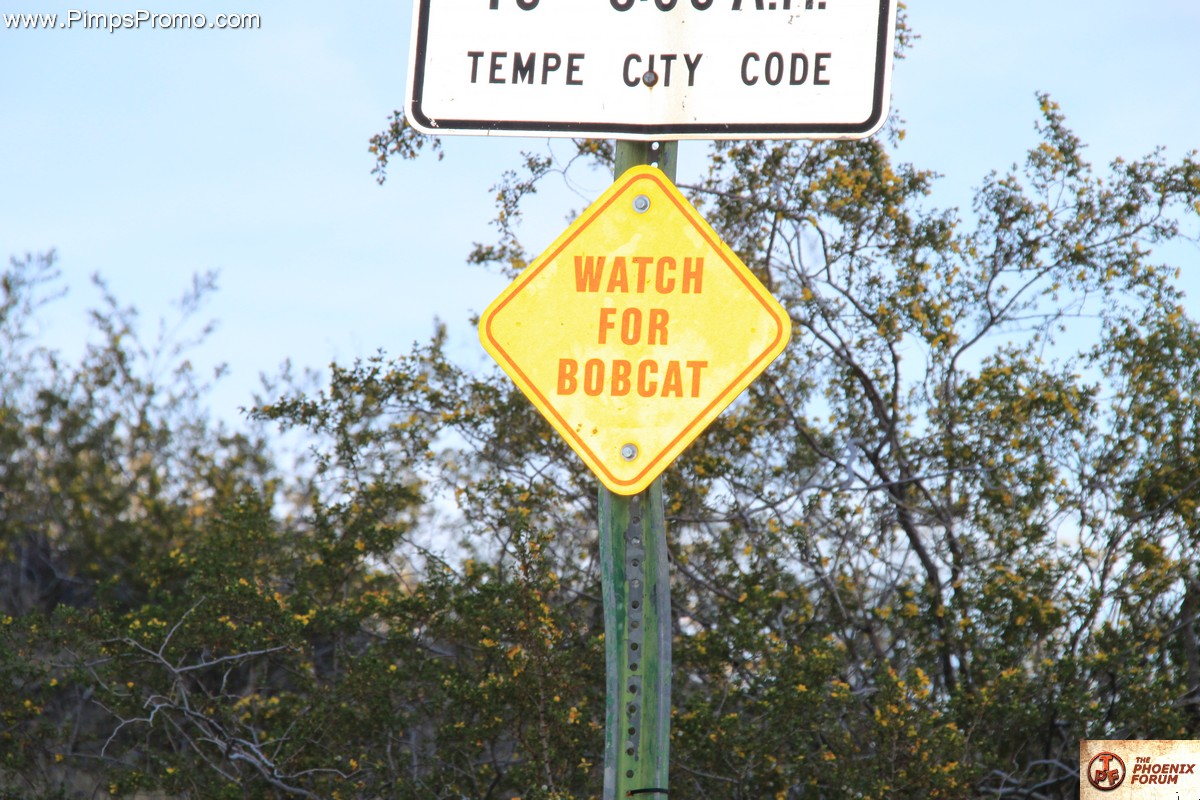 www.PimpsPromo.com
TEMPE CITY CODE
WATCH
FOR
BOBCAT
THE
PHOENIX
FORUM